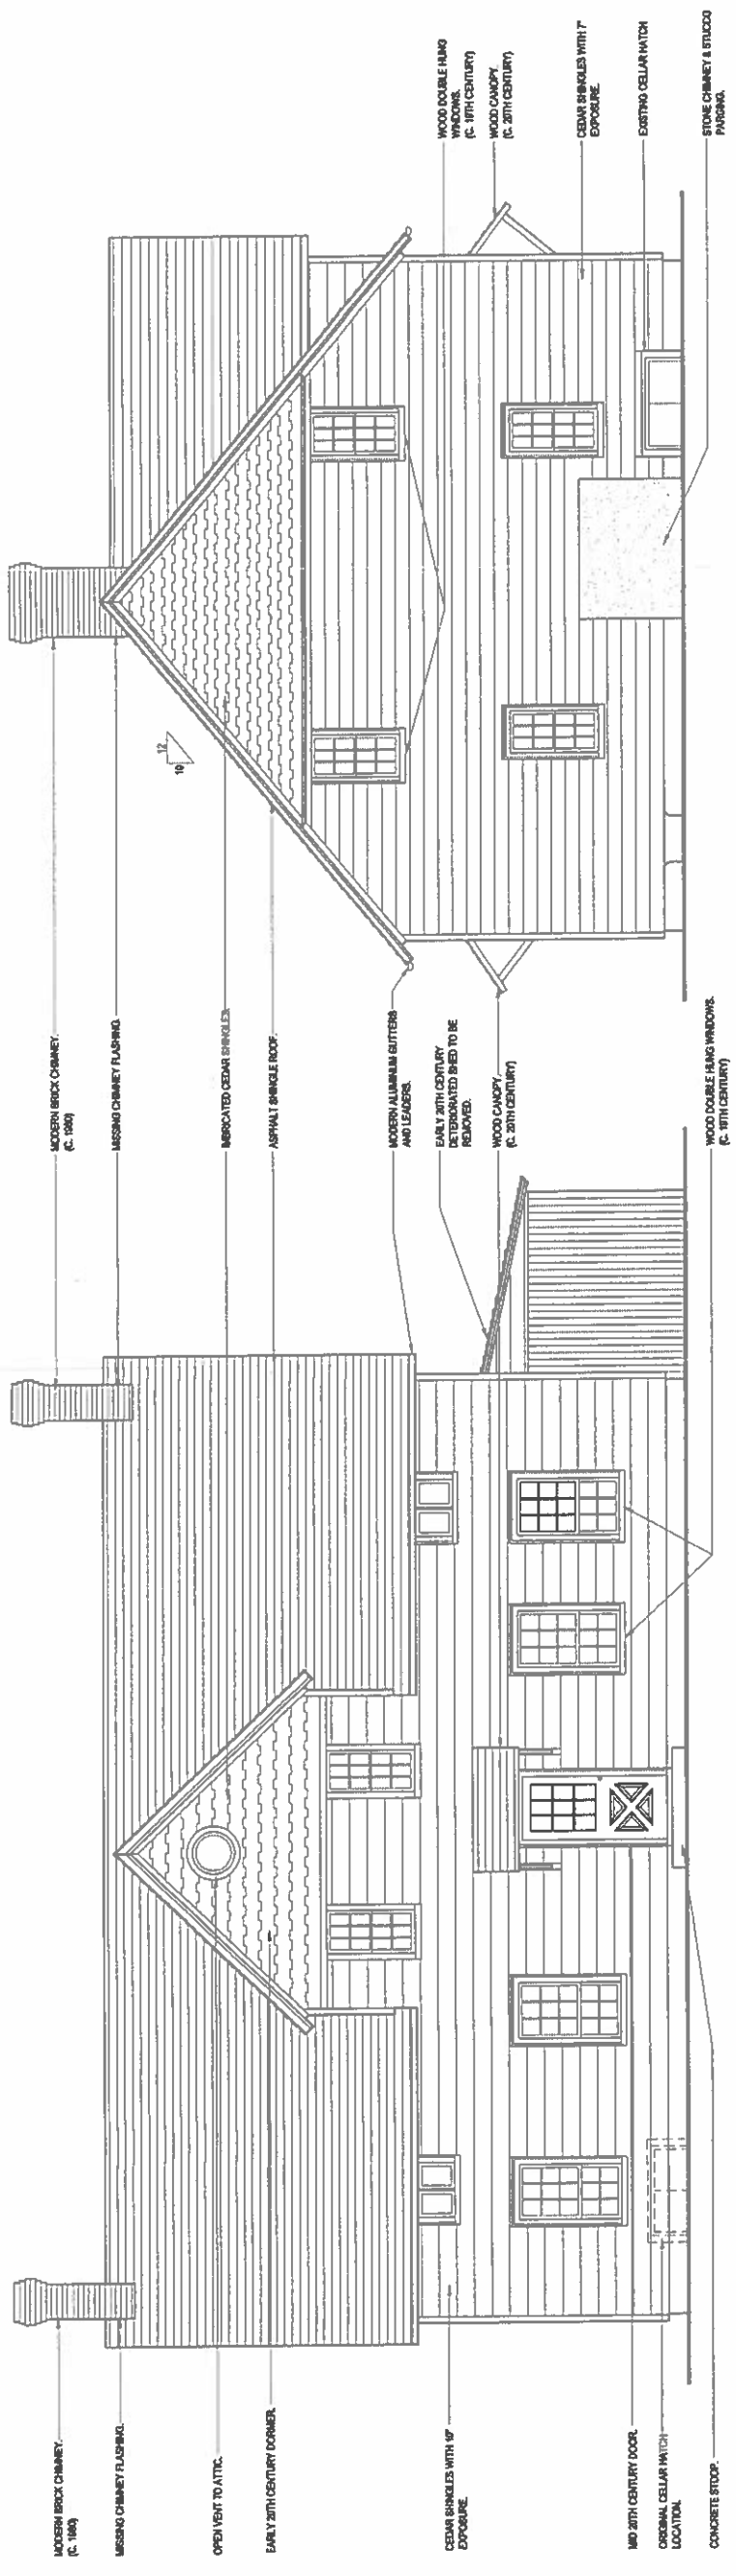 MODERN BRICK CHIMNEY.
(C. 1980)
MISSING CHIMNEY FLASHING.
OPEN VENT TO ATTIC.
EARLY 20TH CENTURY DORMER.
CEDAR SHINGLES WITH 10"
EXPOSURE.
MID 20TH CENTURY DOOR.
ORIGINAL CELLAR HATCH
LOCATION.
CONCRETE STOOP.
MODERN BRICK CHIMNEY.
(C. 1980)
MISSING CHIMNEY FLASHING.
IMBRICATED CEDAR SHINGLES.
ASPHALT SHINGLE ROOF.
MODERN ALUMINUM GUTTERS
AND LEADERS.
EARLY 20TH CENTURY
DETERIORATED SHED TO BE
REMOVED.
WOOD CANOPY.
(C. 20TH CENTURY)
WOOD DOUBLE HUNG WINDOWS.
(C. 19TH CENTURY)
12
10
WOOD DOUBLE HUNG
WINDOWS.
(C. 19TH CENTURY)
WOOD CANOPY.
(C. 20TH CENTURY)
CEDAR SHINGLES WITH 7"
EXPOSURE.
EXISTING CELLAR HATCH
STONE CHIMNEY & STUCCO
PARGING.